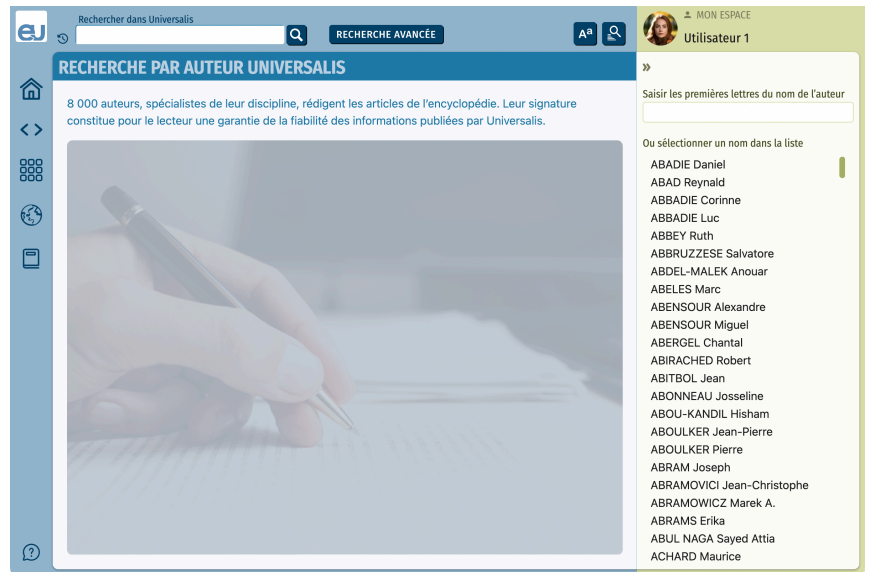 eu
Rechercher dans Universalis
RECHERCHE AVANCÉE
Aa
MON ESPACE
Utilisateur 1
RECHERCHE PAR AUTEUR UNIVERSALIS
8 000 auteurs, spécialistes de leur discipline, rédigent les articles de l'encyclopédie. Leur signature
constitue pour le lecteur une garantie de la fiabilité des informations publiées par Universalis.
»
Saisir les premières lettres du nom de l'auteur
Ou sélectionner un nom dans la liste
ABADIE Daniel
ABAD Reynald
ABBADIE Corinne
ABBADIE Luc
ABBEY Ruth
ABBRUZZESE Salvatore
ABDEL-MALEK Anouar
ABELES Marc
ABENSOUR Alexandre
ABENSOUR Miguel
ABERGEL Chantal
ABIRACHED Robert
ABITBOL Jean
ABONNEAU Josseline
ABOU-KANDIL Hisham
ABOULKER Jean-Pierre
ABOULKER Pierre
ABRAM Joseph
ABRAMOVICI Jean-Christophe
ABRAMOWICZ Marek A.
ABRAMS Erika
ABUL NAGA Sayed Attia
ACHARD Maurice